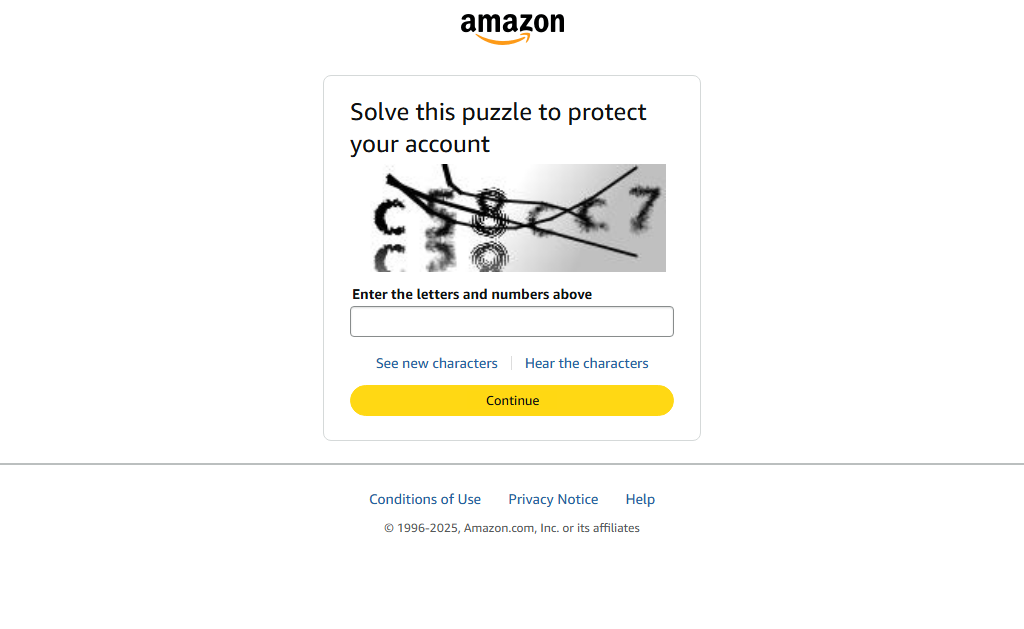 amazon
Solve this puzzle to protect
your account
Enter the letters and numbers above
See new characters
Hear the characters
Continue
Conditions of Use
Privacy Notice
Help
© 1996-2025, Amazon.com, Inc. or its affiliates